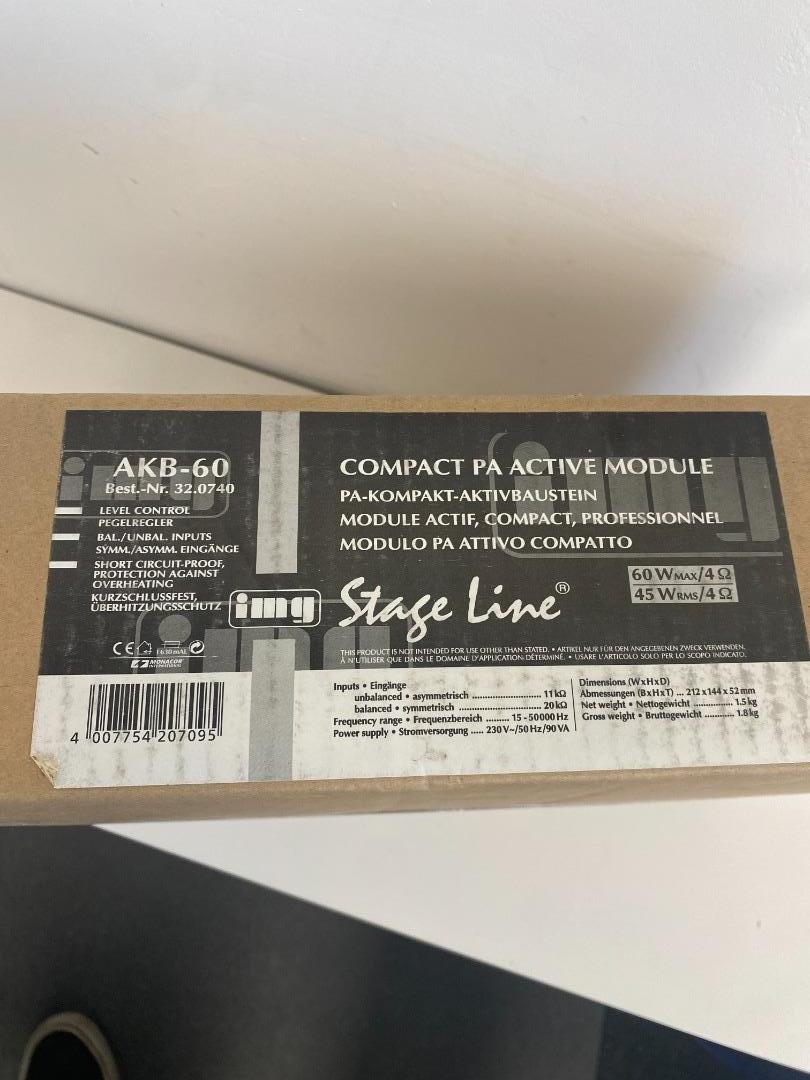 AKB-60
Best.-Nr. 32.0740
LEVEL CONTROL
PEGELREGLER
BAL./UNBAL. INPUTS
SYMM./ASYMM. EINGÄNGE
SHORT CIRCUIT-PROOF,
PROTECTION AGAINST
OVERHEATING
KURZSCHLUSSFEST,
ÜBERHITZUNGSSCHUTZ
CE
MONACOR
INTERNATIONAL
COMPACT PA ACTIVE MODULE
PA-KOMPAKT-AKTIVBAUSTEIN
MODULE ACTIF, COMPACT, PROFESSIONNEL
MODULO PA ATTIVO COMPATTO
60 WMAX/4 Ω
45 WRMS/4 Ω
img Stage Line®
THIS PRODUCT IS NOT INTENDED FOR USE OTHER THAN STATED. • ARTIKEL NUR FÜR DEN ANGEGEBENEN ZWECK VERWENDEN.
À N'UTILISER QUE DANS LE DOMAINE D'APPLICATION DÉTERMINÉ. • USARE L'ARTICOLO SOLO PER LO SCOPO INDICATO.
4 007754 207095
Inputs • Eingänge
unbalanced • asymmetrisch .................... 11 kΩ
balanced • symmetrisch ......................... 20 kΩ
Frequency range • Frequenzbereich ........ 15 - 50 000 Hz
Power supply • Stromversorgung ..... 230 V~/50 Hz/90 VA
Dimensions (WxHxD)
Abmessungen (BxHxT) ... 212 x 144 x 52 mm
Net weight • Nettogewicht .............. 1.5 kg
Gross weight • Bruttogewicht ........... 1.8 kg